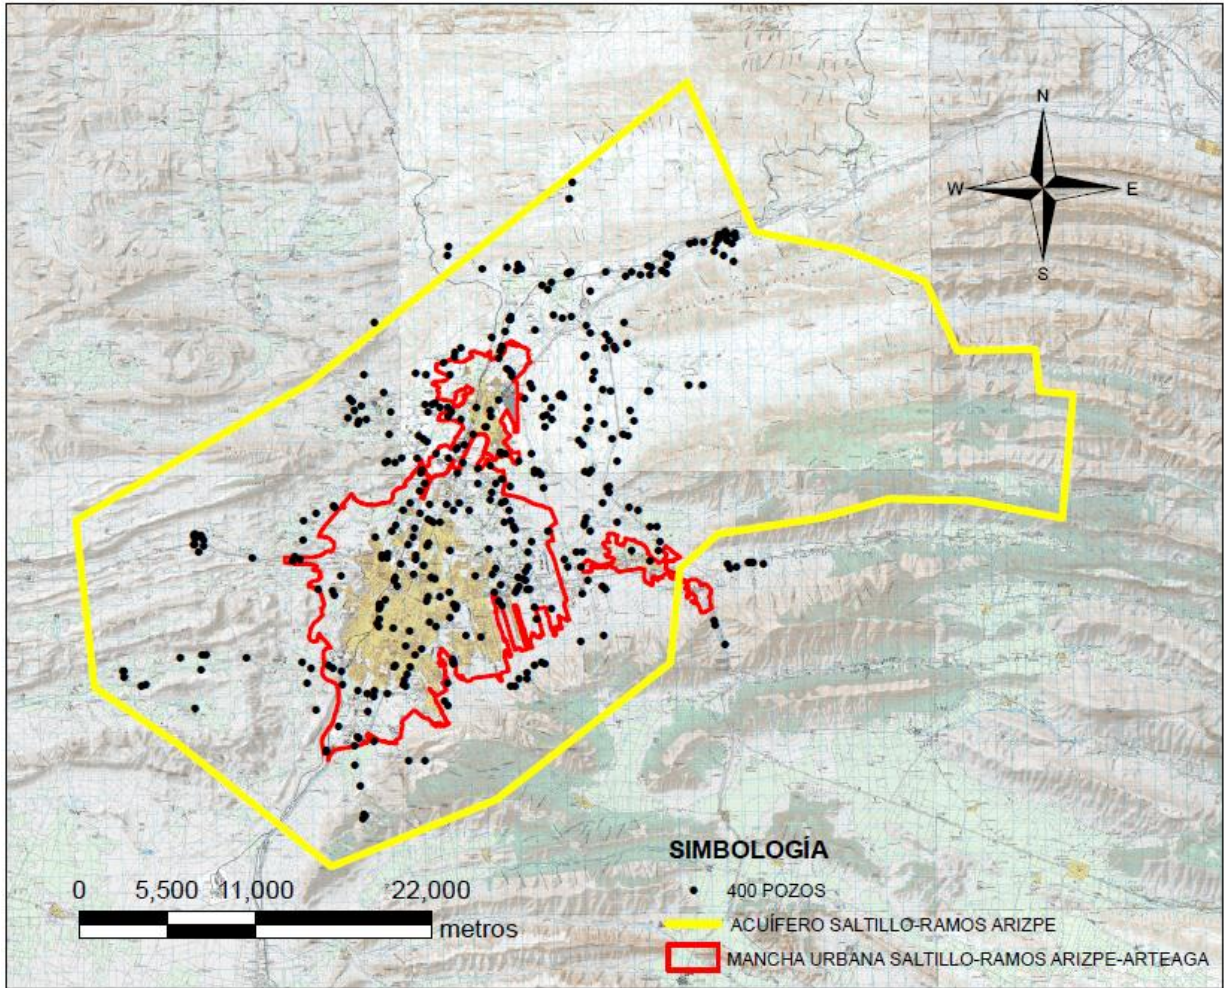 N
W E
S
SIMBOLOGÍA
0 5,500 11,000 22,000
metros
400 POZOS
ACUÍFERO SALTILLO-RAMOS ARIZPE
MANCHA URBANA SALTILLO-RAMOS ARIZPE-ARTEAGA